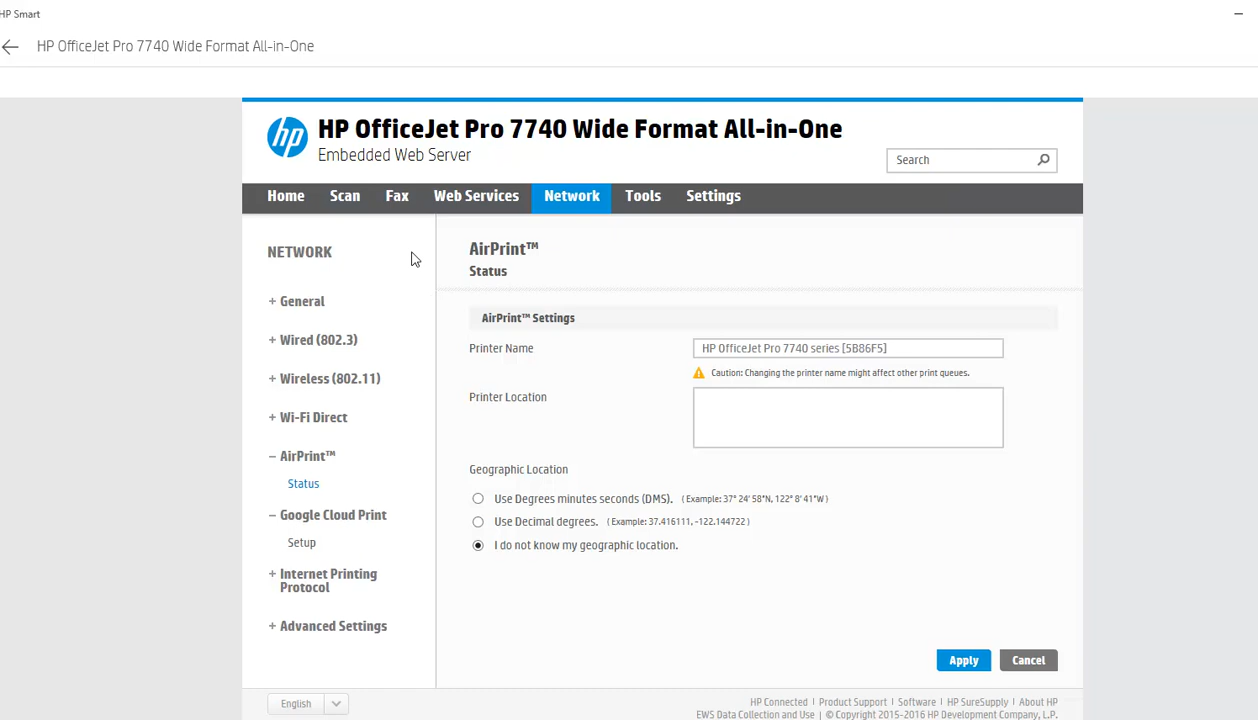 HP Smart
HP OfficeJet Pro 7740 Wide Format All-in-One
hp
HP OfficeJet Pro 7740 Wide Format All-in-One
Embedded Web Server
Search
Home Scan Fax Web Services Network Tools Settings
NETWORK
+ General
+ Wired (802.3)
+ Wireless (802.11)
+ Wi-Fi Direct
– AirPrint™
Status
– Google Cloud Print
Setup
+ Internet Printing
Protocol
+ Advanced Settings
AirPrint™
Status
AirPrint™ Settings
Printer Name HP OfficeJet Pro 7740 series [5B86F5]
Caution: Changing the printer name might affect other print queues.
Printer Location
Geographic Location
Use Degrees minutes seconds (DMS). (Example: 37° 24' 58"N, 122° 8' 41"W)
Use Decimal degrees. (Example: 37.416111, -122.144722)
I do not know my geographic location.
Apply Cancel
English
HP Connected | Product Support | Software | HP SureSupply | About HP
EWS Data Collection and Use | © Copyright 2015-2016 HP Development Company, L.P.